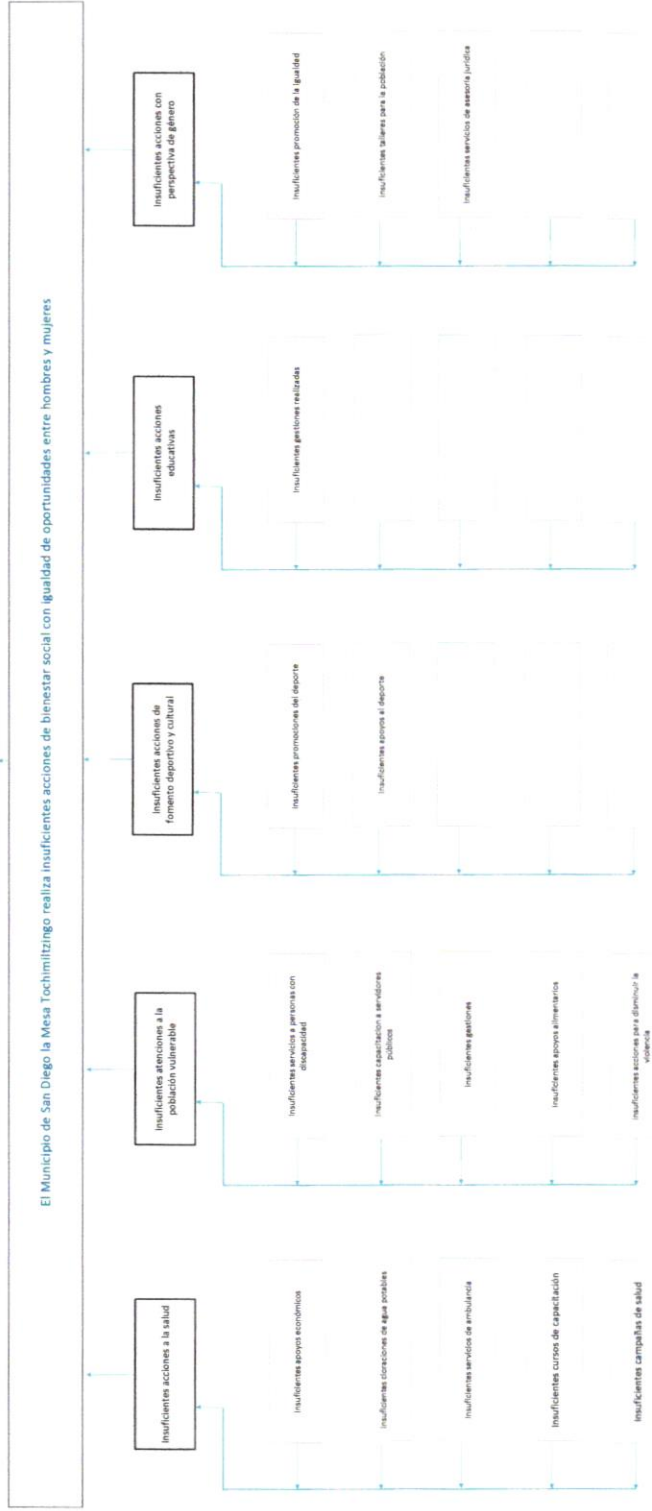 El Municipio de San Diego la Mesa Tochimiltzingo realiza insuficientes acciones de bienestar social con igualdad de oportunidades entre hombres y mujeres
Insuficientes acciones a la salud
Insuficientes apoyos económicos
Insuficientes cloraciones de agua potables
Insuficientes servicios de ambulancia
Insuficientes cursos de capacitación
Insuficientes campañas de salud
Insuficientes atenciones a la
población vulnerable
Insuficientes servicios a personas con
discapacidad
Insuficientes capacitacion a servidores
públicos
Insuficientes gestiones
Insuficientes apoyos alimentarios
Insuficientes acciones para disminuir la
violencia
Insuficientes acciones de
fomento deportivo y cultural
Insuficientes promociones del deporte
Insuficientes apoyos al deporte
Insuficientes acciones
educativas
Insuficientes gestiones realizadas
Insuficientes acciones con
perspectiva de género
Insuficientes promoción de la igualdad
Insuficientes talleres para la población
Insuficientes servicios de asesoría jurídica